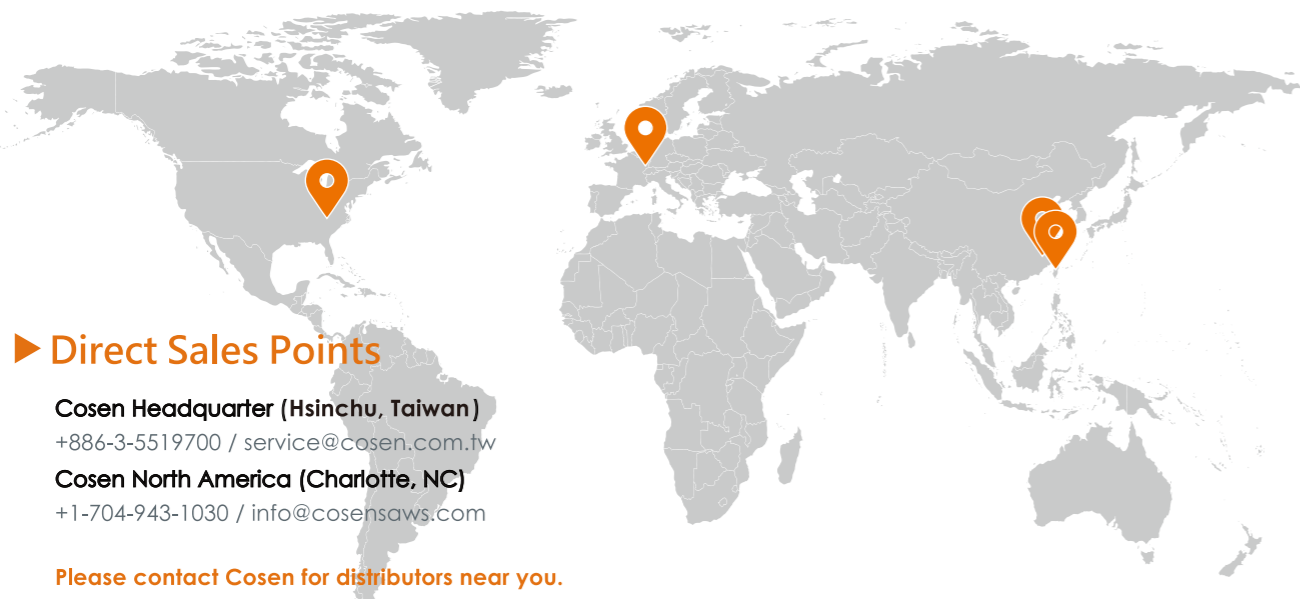 Direct Sales Points
Cosen Headquarter (Hsinchu, Taiwan)
+886-3-5519700 / service@cosen.com.tw
Cosen North America (Charlotte, NC)
+1-704-943-1030 / info@cosensaws.com
Please contact Cosen for distributors near you.